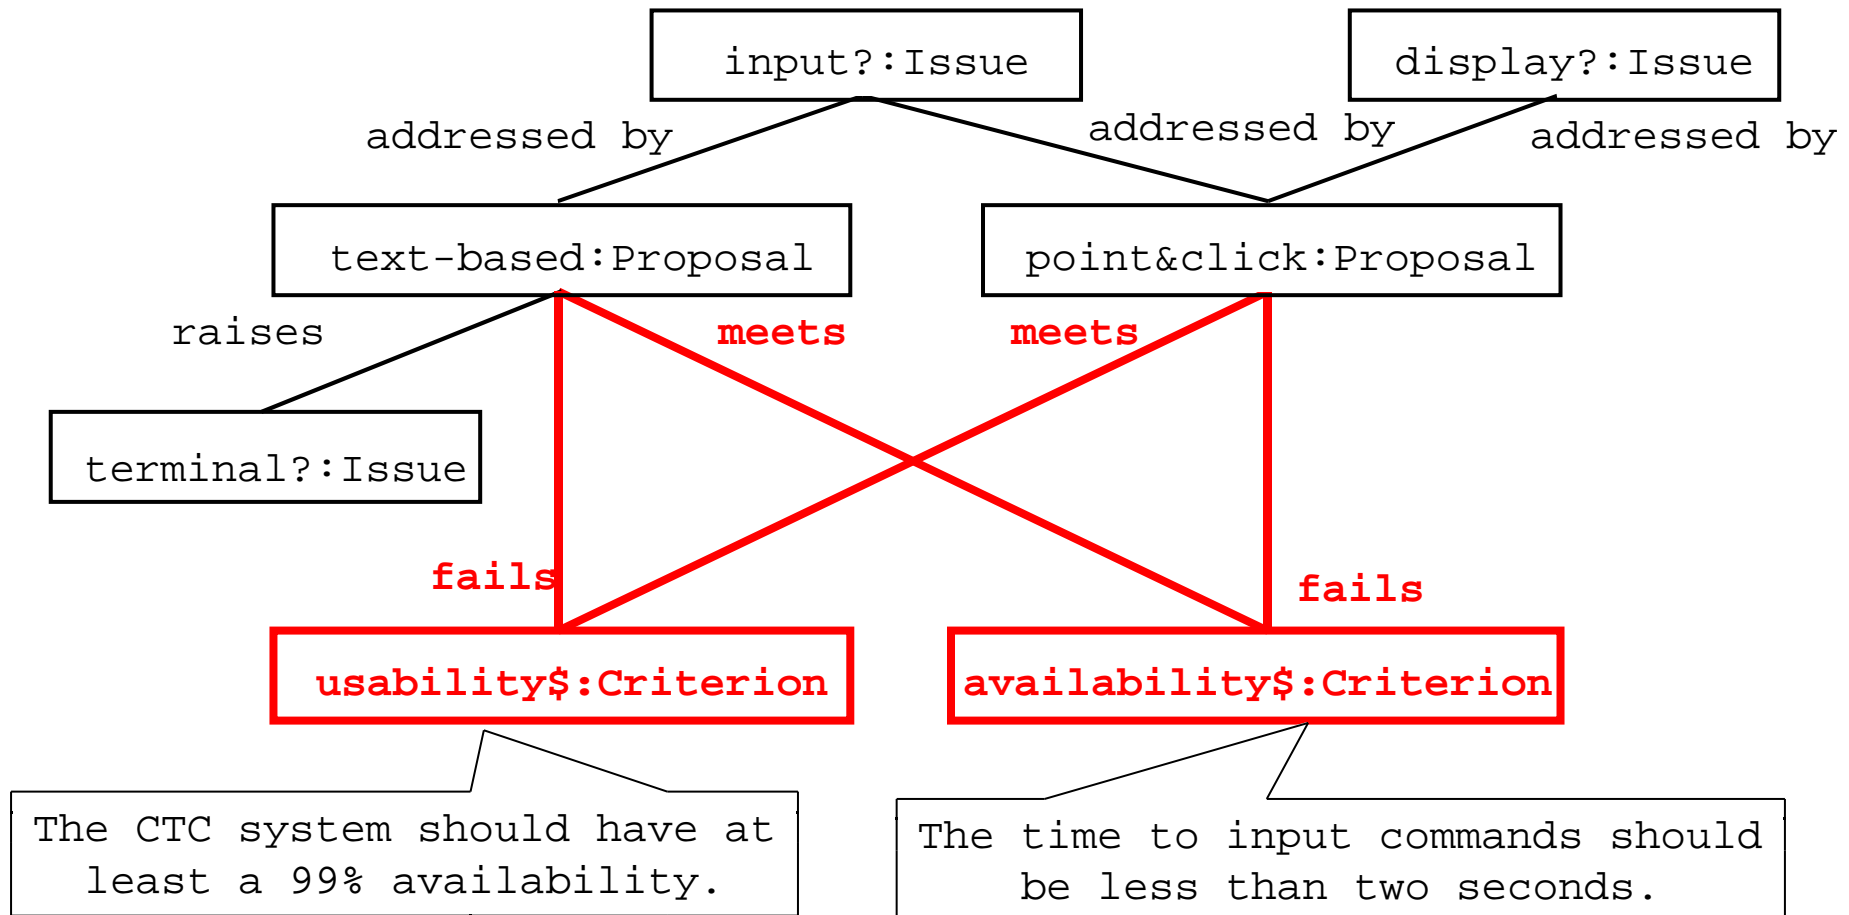 input?:Issue
display?:Issue
addressed by
addressed by
addressed by
text-based:Proposal
point&click:Proposal
raises
meets
meets
terminal?:Issue
fails
fails
usability$:Criterion
availability$:Criterion
The CTC system should have at
least a 99% availability.
The time to input commands should
be less than two seconds.